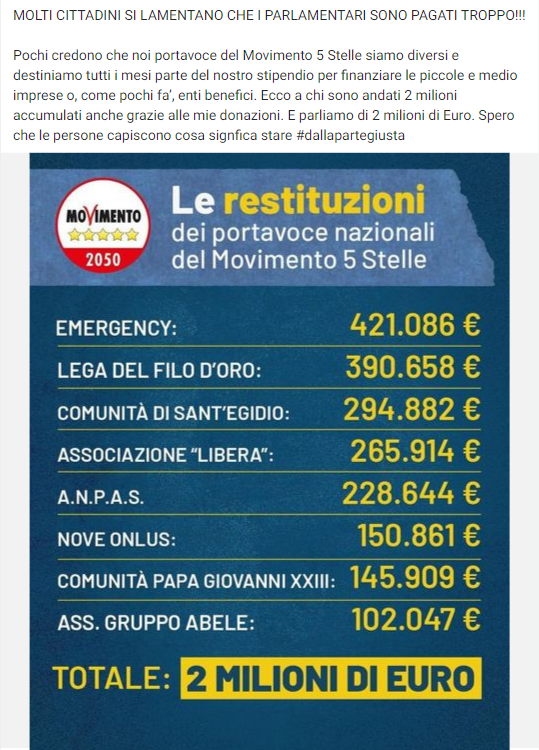 MOLTI CITTADINI SI LAMENTANO CHE I PARLAMENTARI SONO PAGATI TROPPO!!!
Pochi credono che noi portavoce del Movimento 5 Stelle siamo diversi e
destiniamo tutti i mesi parte del nostro stipendio per finanziare le piccole e medio
imprese o, come pochi fa’, enti benefici. Ecco a chi sono andati 2 milioni
accumulati anche grazie alle mie donazioni. E parliamo di 2 milioni di Euro. Spero
che le persone capiscono cosa signfica stare #dallapartegiusta
MOVIMENTO
2050
Le restituzioni
dei portavoce nazionali
del Movimento 5 Stelle
EMERGENCY: 421.086 €
LEGA DEL FILO D’ORO: 390.658 €
COMUNITÀ DI SANT’EGIDIO: 294.882 €
ASSOCIAZIONE “LIBERA”: 265.914 €
A.N.P.A.S. 228.644 €
NOVE ONLUS: 150.861 €
COMUNITÀ PAPA GIOVANNI XXIII: 145.909 €
ASS. GRUPPO ABELE: 102.047 €
TOTALE: 2 MILIONI DI EURO